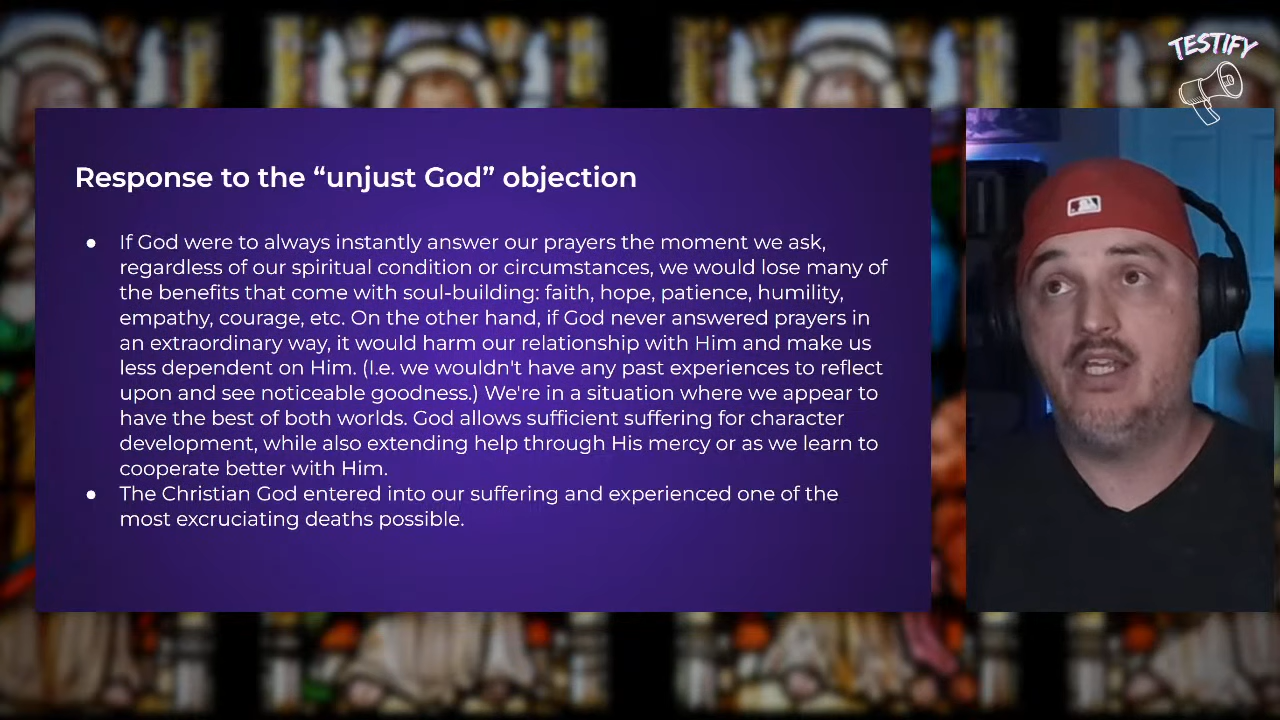 TESTIFY
Response to the “unjust God” objection
● If God were to always instantly answer our prayers the moment we ask,
regardless of our spiritual condition or circumstances, we would lose many of
the benefits that come with soul-building: faith, hope, patience, humility,
empathy, courage, etc. On the other hand, if God never answered prayers in
an extraordinary way, it would harm our relationship with Him and make us
less dependent on Him. (I.e. we wouldn't have any past experiences to reflect
upon and see noticeable goodness.) We're in a situation where we appear to
have the best of both worlds. God allows sufficient suffering for character
development, while also extending help through His mercy or as we learn to
cooperate better with Him.
● The Christian God entered into our suffering and experienced one of the
most excruciating deaths possible.